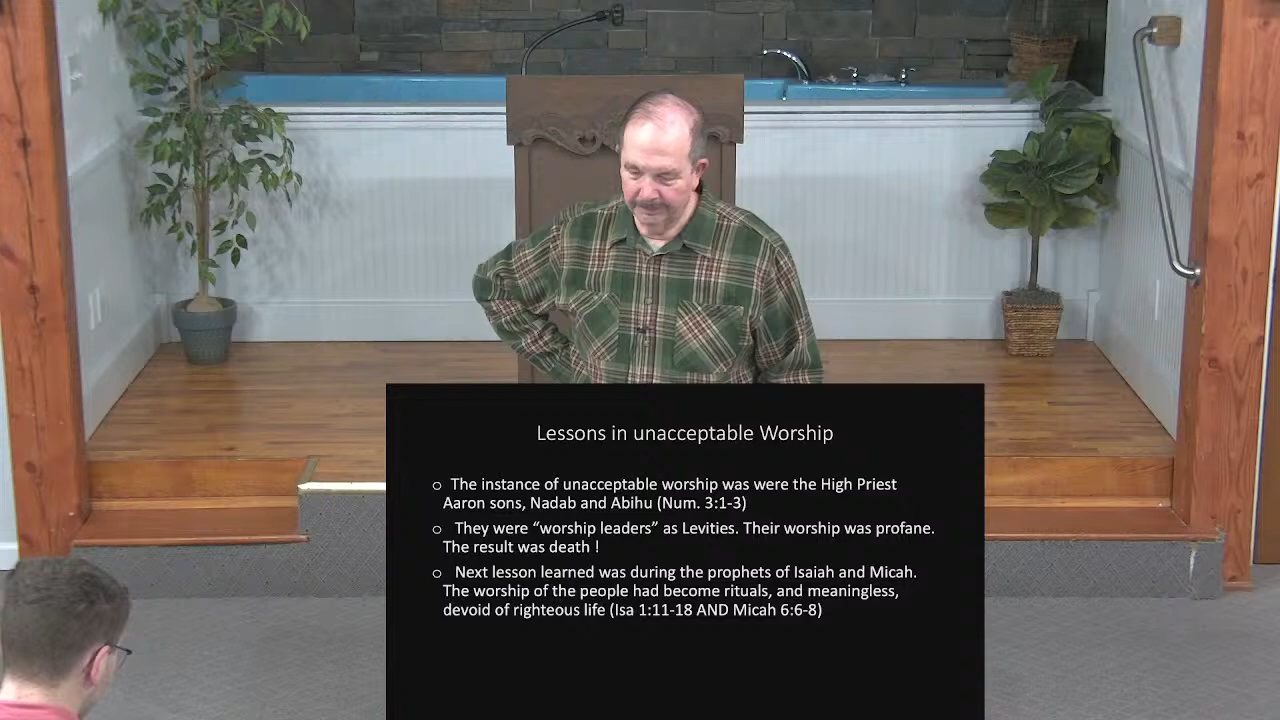 Lessons in unacceptable Worship
o The instance of unacceptable worship was were the High Priest
Aaron sons, Nadab and Abihu (Num. 3:1-3)
o They were “worship leaders” as Levities. Their worship was profane.
The result was death !
o Next lesson learned was during the prophets of Isaiah and Micah.
The worship of the people had become rituals, and meaningless,
devoid of righteous life (Isa 1:11-18 AND Micah 6:6-8)